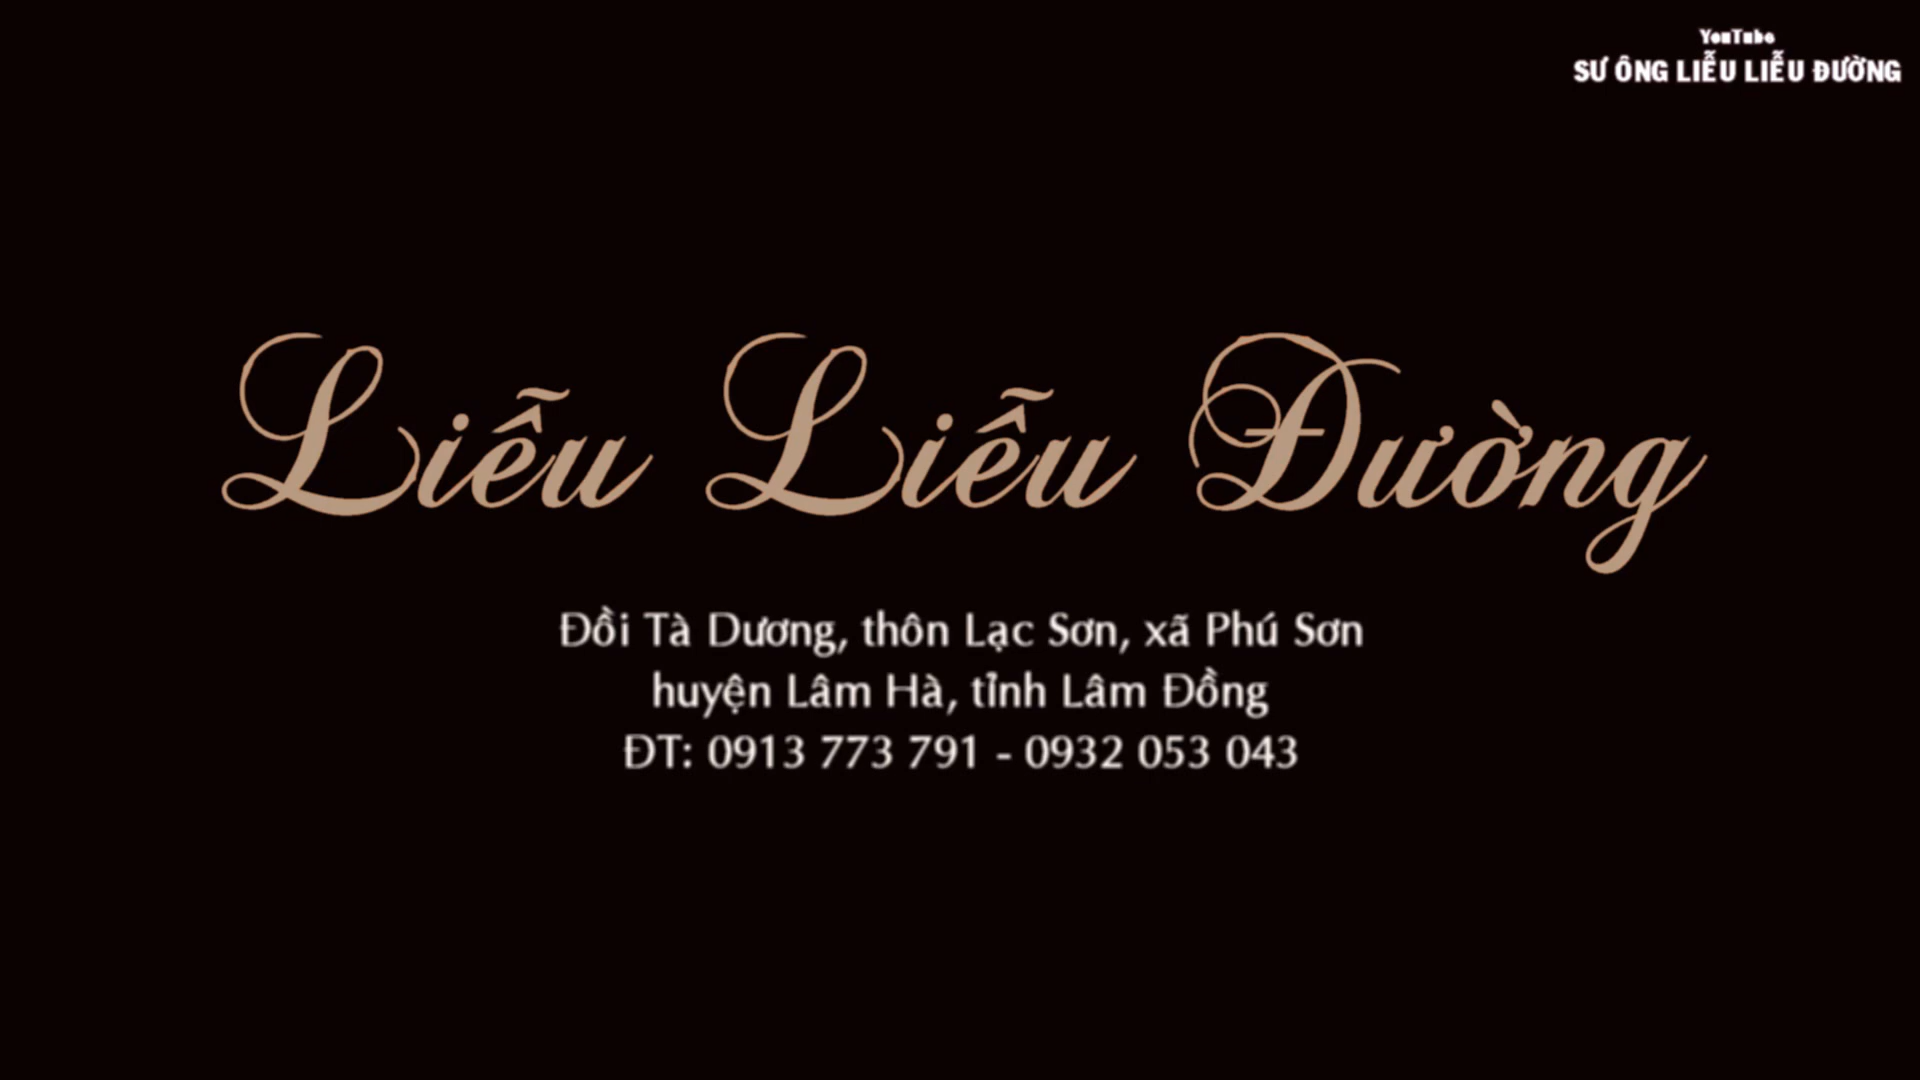 YouTube
SƯ ÔNG LIỄU LIỄU ĐƯỜNG
Liễu Liễu Đường
Đồi Tà Dương, thôn Lạc Sơn, xã Phú Sơn
huyện Lâm Hà, tỉnh Lâm Đồng
ĐT: 0913 773 791 - 0932 053 043